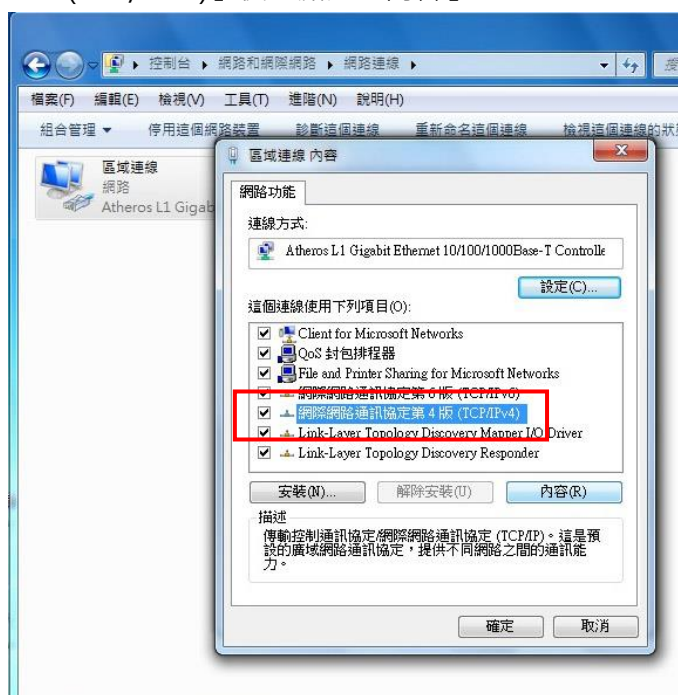 控制台 ▸ 網路和網際網路 ▸ 網路連線 ▸
檔案(F) 編輯(E) 檢視(V) 工具(T) 進階(N) 說明(H)
組合管理 ▼ 停用這個網路裝置 診斷這個連線 重新命名這個連線 檢視這個連線的狀
區域連線
網路
Atheros L1 Gigab
區域連線 內容
網路功能
連線方式:
Atheros L1 Gigabit Ethernet 10/100/1000Base-T Controlle
設定(C)...
這個連線使用下列項目(O):
Client for Microsoft Networks
QoS 封包排程器
File and Printer Sharing for Microsoft Networks
網際網路通訊協定第 6 版 (TCP/IPv6)
網際網路通訊協定第 4 版 (TCP/IPv4)
Link-Layer Topology Discovery Mapper I/O Driver
Link-Layer Topology Discovery Responder
安裝(N)... 解除安裝(U) 內容(R)
描述
傳輸控制通訊協定/網際網路通訊協定 (TCP/IP)。這是預
設的廣域網路通訊協定，提供不同網路之間的通訊能
力。
確定 取消